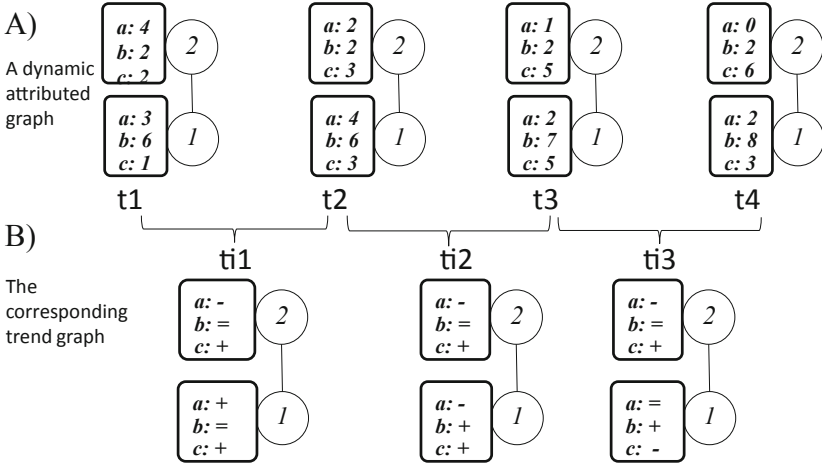 A)
A dynamic
attributed
graph
a: 4
b: 2
c: 2
2
a: 3
b: 6
c: 1
1
a: 2
b: 2
c: 3
2
a: 4
b: 6
c: 3
1
a: 1
b: 2
c: 5
2
a: 2
b: 7
c: 5
1
a: 0
b: 2
c: 6
2
a: 2
b: 8
c: 3
1
t1
t2
t3
t4
B)
The
corresponding
trend graph
ti1
ti2
ti3
a: -
b: =
c: +
2
a: +
b: =
c: +
1
a: -
b: =
c: +
2
a: -
b: +
c: +
1
a: -
b: =
c: +
2
a: =
b: +
c: -
1